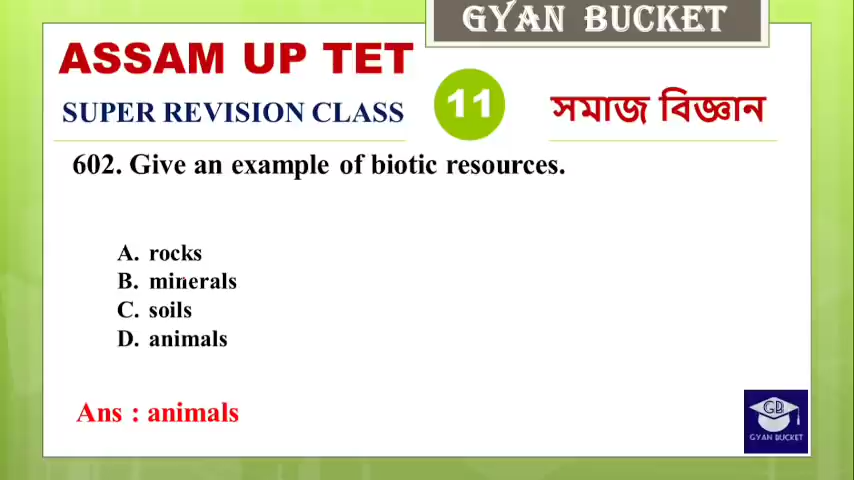 GYAN BUCKET
ASSAM UP TET
SUPER REVISION CLASS
11
সমাজ বিজ্ঞান
602. Give an example of biotic resources.
A. rocks
B. minerals
C. soils
D. animals
Ans : animals
GB
GYAN BUCKET